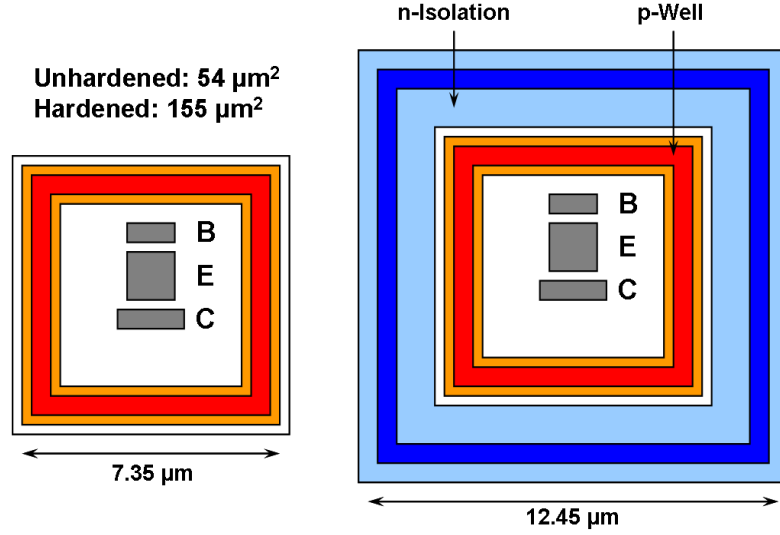 n-Isolation
p-Well
Unhardened: 54 µm²
Hardened: 155 µm²
B
E
C
B
E
C
7.35 µm
12.45 µm